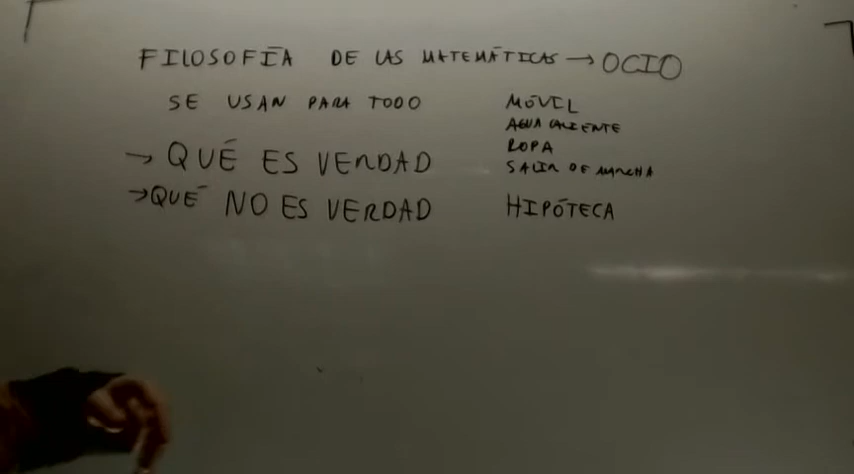 FILOSOFÍA DE LAS MATEMÁTICAS → OCIO
SE USAN PARA TODO
→ QUÉ ES VERDAD
→ QUÉ NO ES VERDAD
MÓVIL
AGUA CALIENTE
ROPA
SALIR DE MARCHA
HIPÓTECA